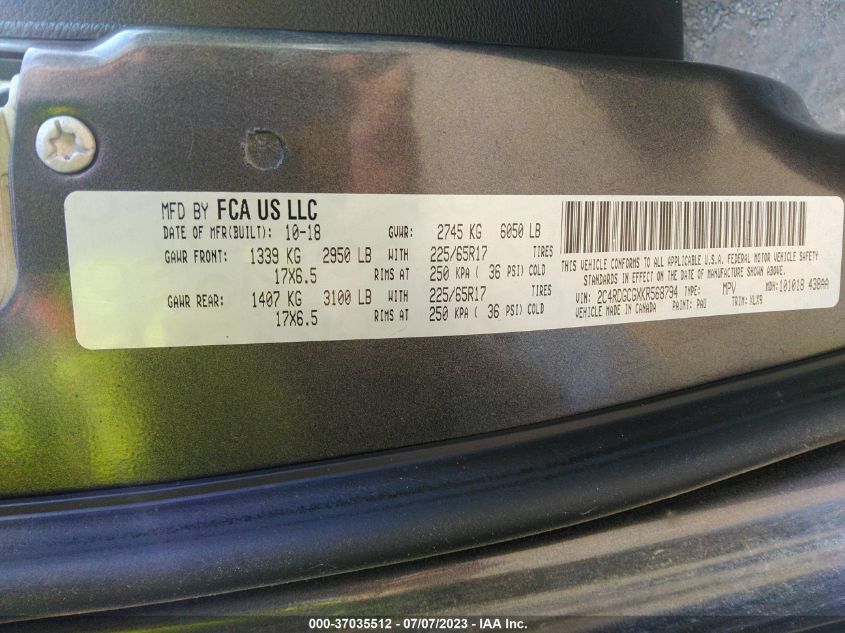 MFD BY FCA US LLC
DATE OF MFR(BUILT): 10-18 GVWR: 2745 KG 6050 LB
GAWR FRONT: 1339 KG 2950 LB WITH 225/65R17 TIRES
17X6.5 RIMS AT 250 KPA ( 36 PSI) COLD
GAWR REAR: 1407 KG 3100 LB WITH 225/65R17 TIRES
17X6.5 RIMS AT 250 KPA ( 36 PSI) COLD
THIS VEHICLE CONFORMS TO ALL APPLICABLE U.S.A. FEDERAL MOTOR VEHICLE SAFETY
STANDARDS IN EFFECT ON THE DATE OF MANUFACTURE SHOWN ABOVE.
VIN: 2C4RDGCGXKR568794 TYPE: MPV MDH: 101018 438AA
VEHICLE MADE IN CANADA PAINT: PAU TRIM: XLX9
000-37035512 - 07/07/2023 - IAA Inc.